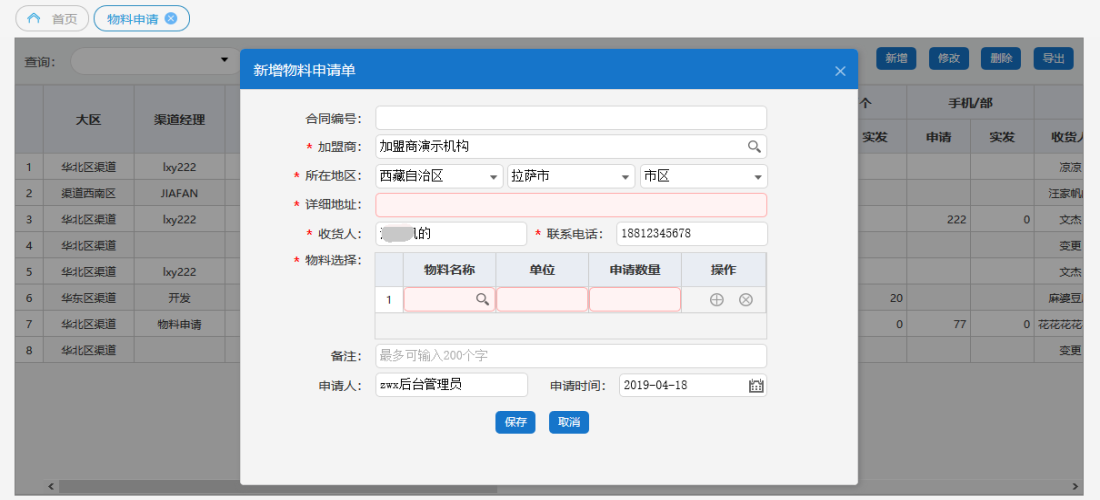 首页 物料申请
查询： 新增 修改 删除 导出
新增物料申请单
大区 渠道经理 个 手机/部
实发 申请 实发
1 华北区渠道 lxy222 凉凉
2 渠道西南区 JIAFAN 汪家帆
3 华北区渠道 lxy222 222 0 文杰
4 华北区渠道 变更
5 华北区渠道 lxy222 文杰
6 华东区渠道 开发 20 麻婆豆
7 华北区渠道 物料申请 0 77 0 花花花花
8 华北区渠道 变更
合同编号：
* 加盟商： 加盟商演示机构
* 所在地区： 西藏自治区 拉萨市 市区
* 详细地址：
* 收货人： 的 * 联系电话： 18812345678
* 物料选择： 物料名称 单位 申请数量 操作
1
备注： 最多可输入200个字
申请人： zwx后台管理员 申请时间： 2019-04-18
保存 取消